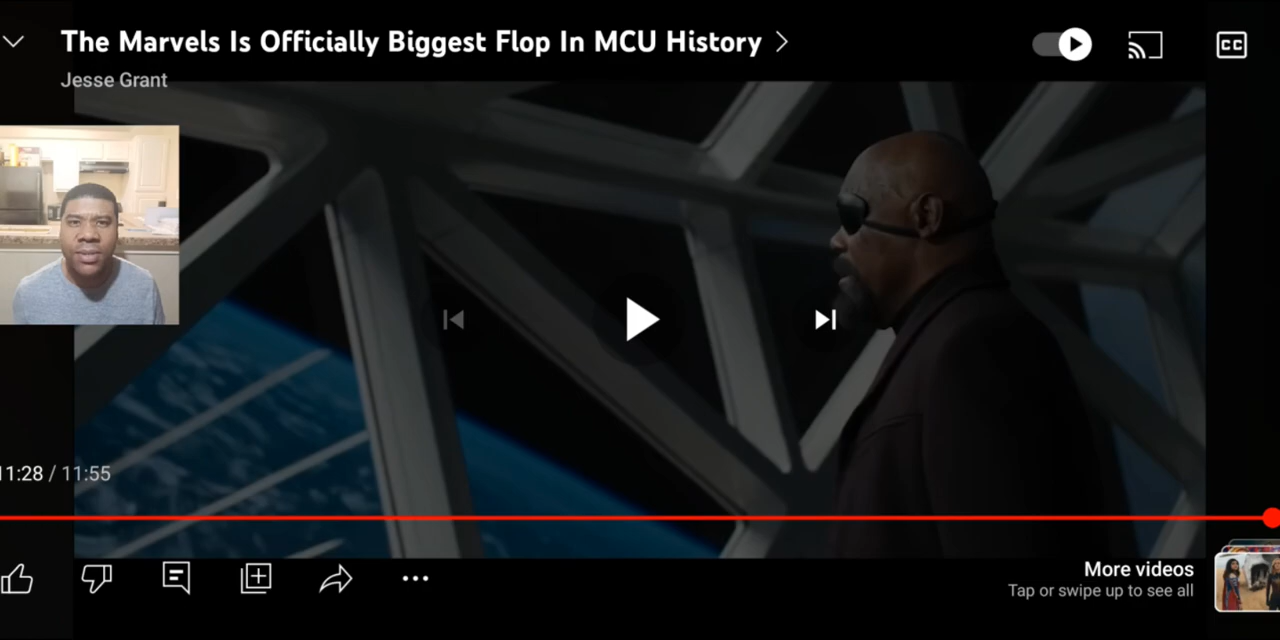 The Marvels Is Officially Biggest Flop In MCU History
Jesse Grant
CC
11:28 / 11:55
More videos
Tap or swipe up to see all